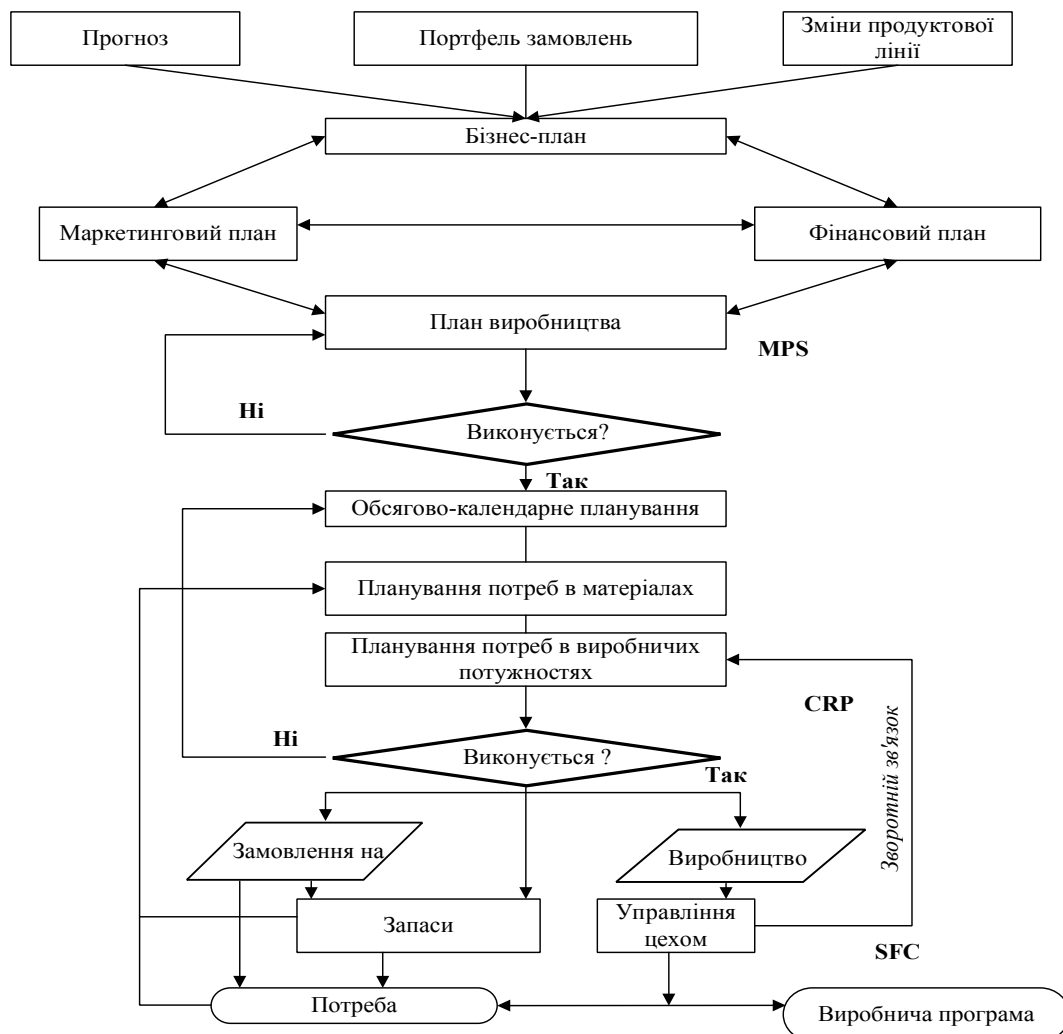 Прогноз
Портфель замовлень
Зміни продуктової
лінії
Бізнес-план
Маркетинговий план
Фінансовий план
План виробництва
MPS
Ні
Виконується?
Так
Обсягово-календарне планування
Планування потреб в матеріалах
Планування потреб в виробничих
потужностях
CRP
Зворотній зв'язок
Ні
Виконується ?
Так
Замовлення на
Виробництво
Запаси
Управління
цехом
SFC
Потреба
Виробнича програма